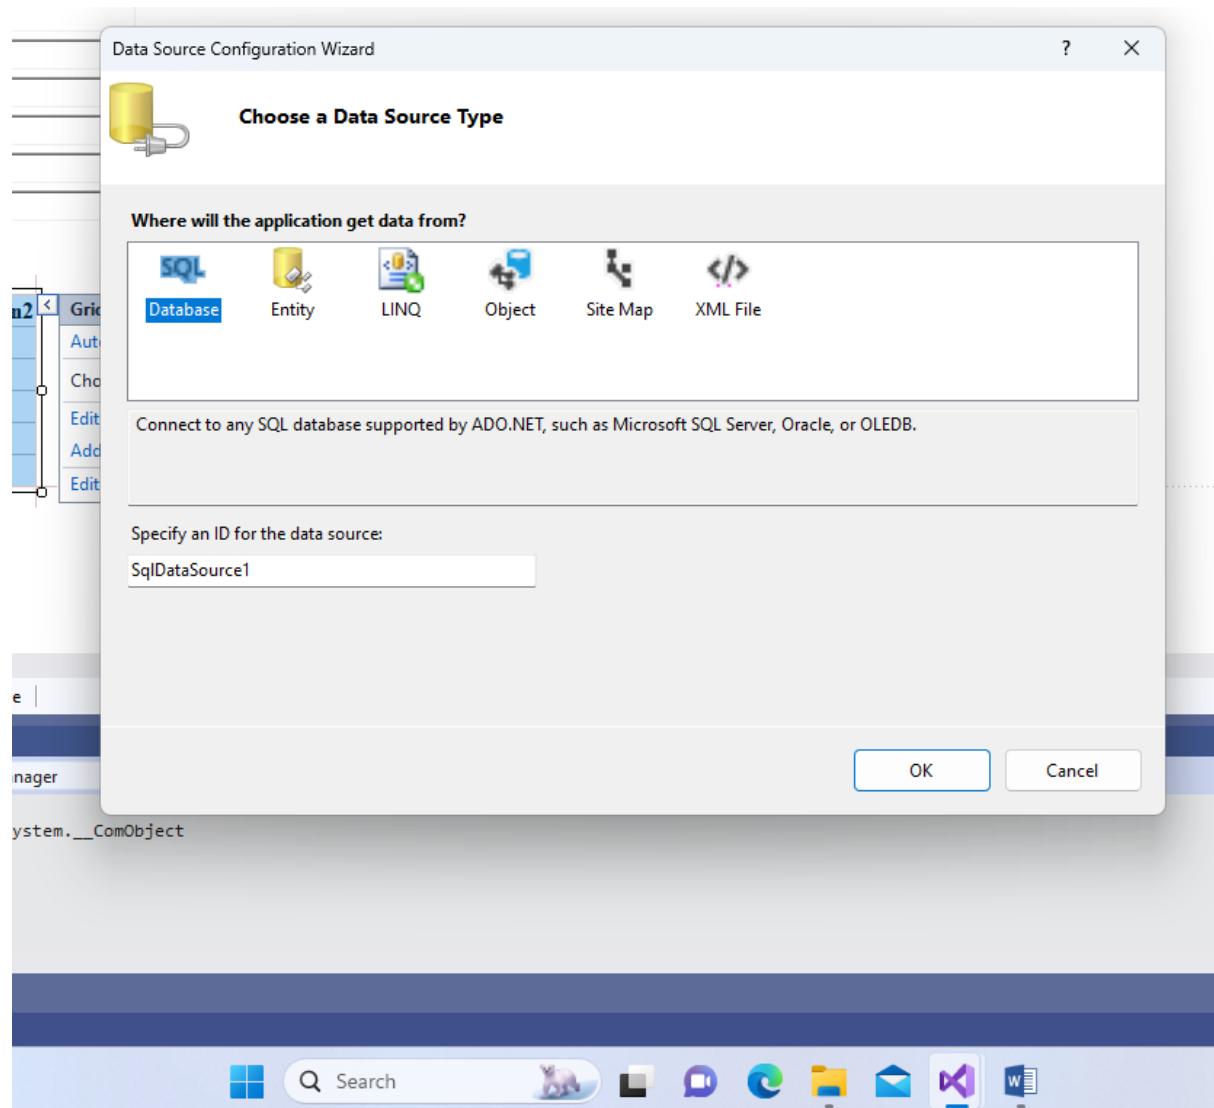 Data Source Configuration Wizard ?
Choose a Data Source Type
Where will the application get data from?
SQL
Database Entity LINQ Object Site Map XML File
Connect to any SQL database supported by ADO.NET, such as Microsoft SQL Server, Oracle, or OLEDB.
n2 < Gric
Aut
Cho
Edit
Add
Edit
Specify an ID for the data source:
SqlDataSource1
e
OK Cancel
nager
ystem.__ComObject
Search
W